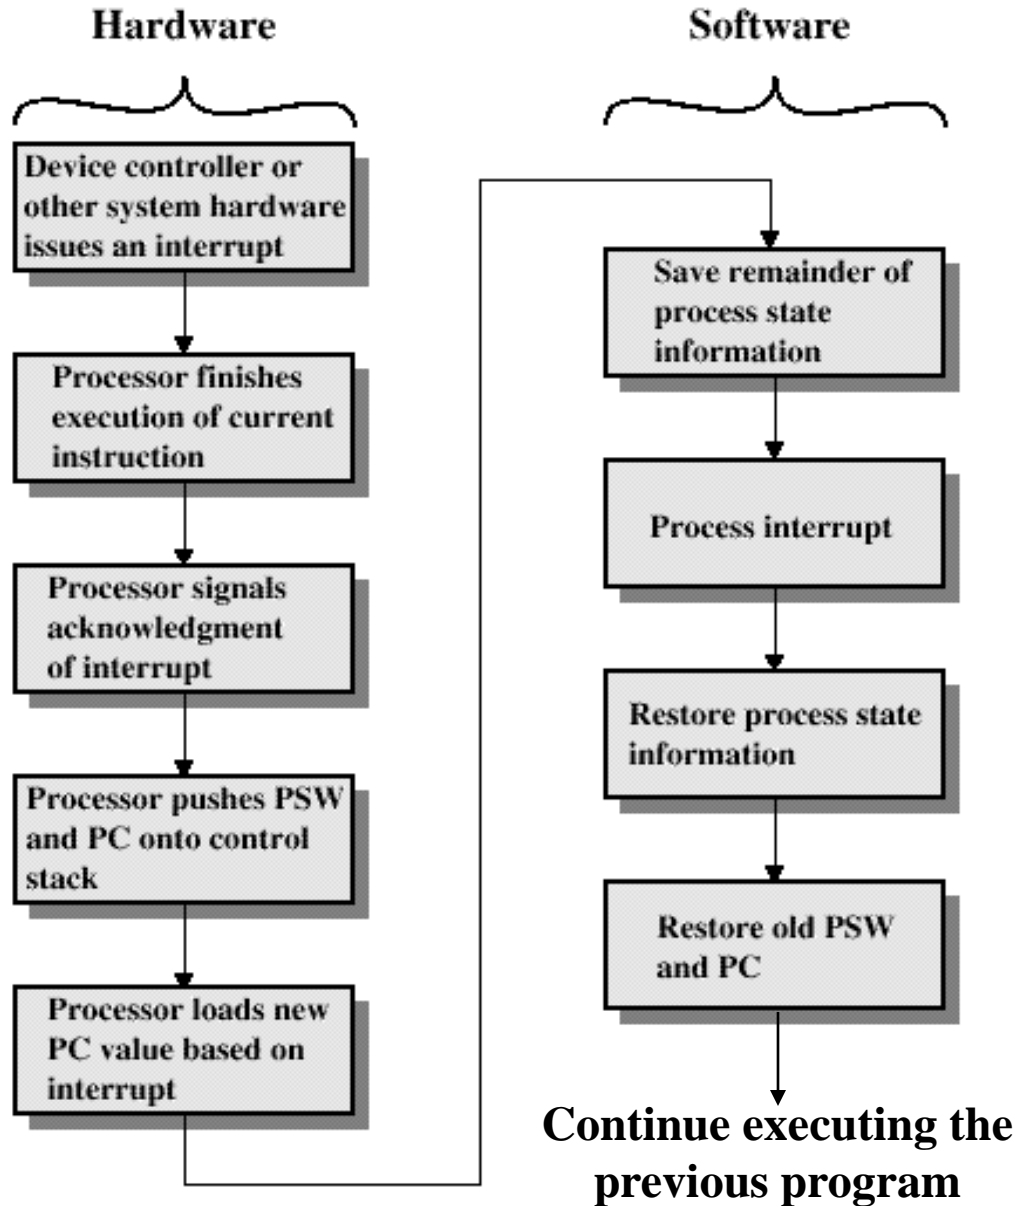 Hardware
Device controller or
other system hardware
issues an interrupt
Processor finishes
execution of current
instruction
Processor signals
acknowledgment
of interrupt
Processor pushes PSW
and PC onto control
stack
Processor loads new
PC value based on
interrupt
Software
Save remainder of
process state
information
Process interrupt
Restore process state
information
Restore old PSW
and PC
Continue executing the
previous program